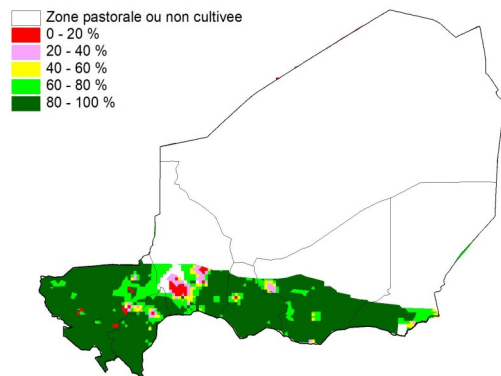 Zone pastorale ou non cultivee
0 - 20 %
20 - 40 %
40 - 60 %
60 - 80 %
80 - 100 %